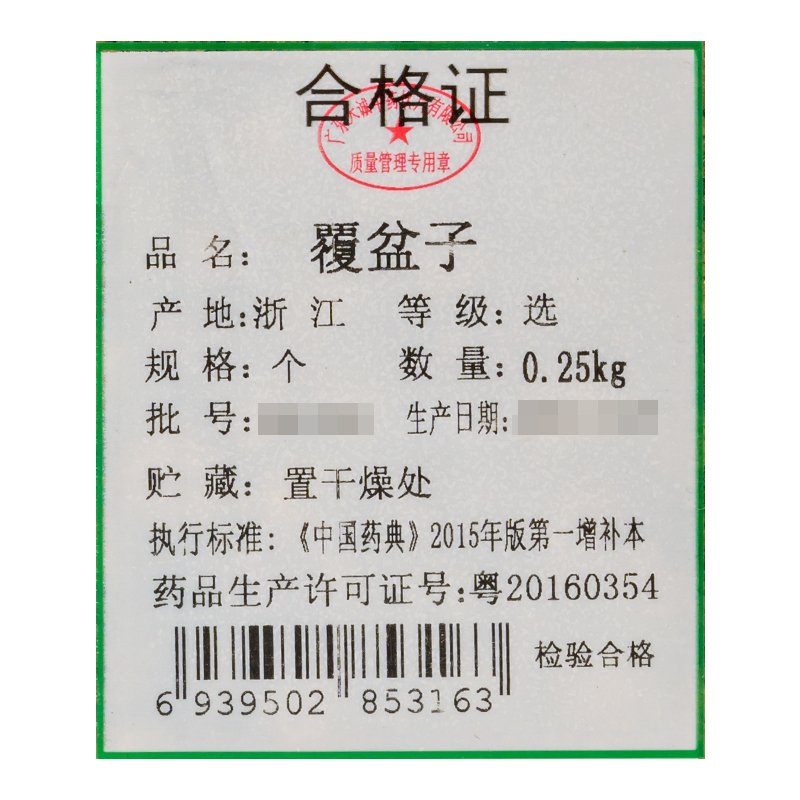 合格证
质量管理专用章
品 名: 覆盆子
产 地:浙 江 等 级: 选
规 格: 个 数 量: 0.25kg
批 号: 生产日期:
贮 藏: 置干燥处
执行标准:《中国药典》2015年版第一增补本
药品生产许可证号:粤20160354
检验合格
6 939502 853163